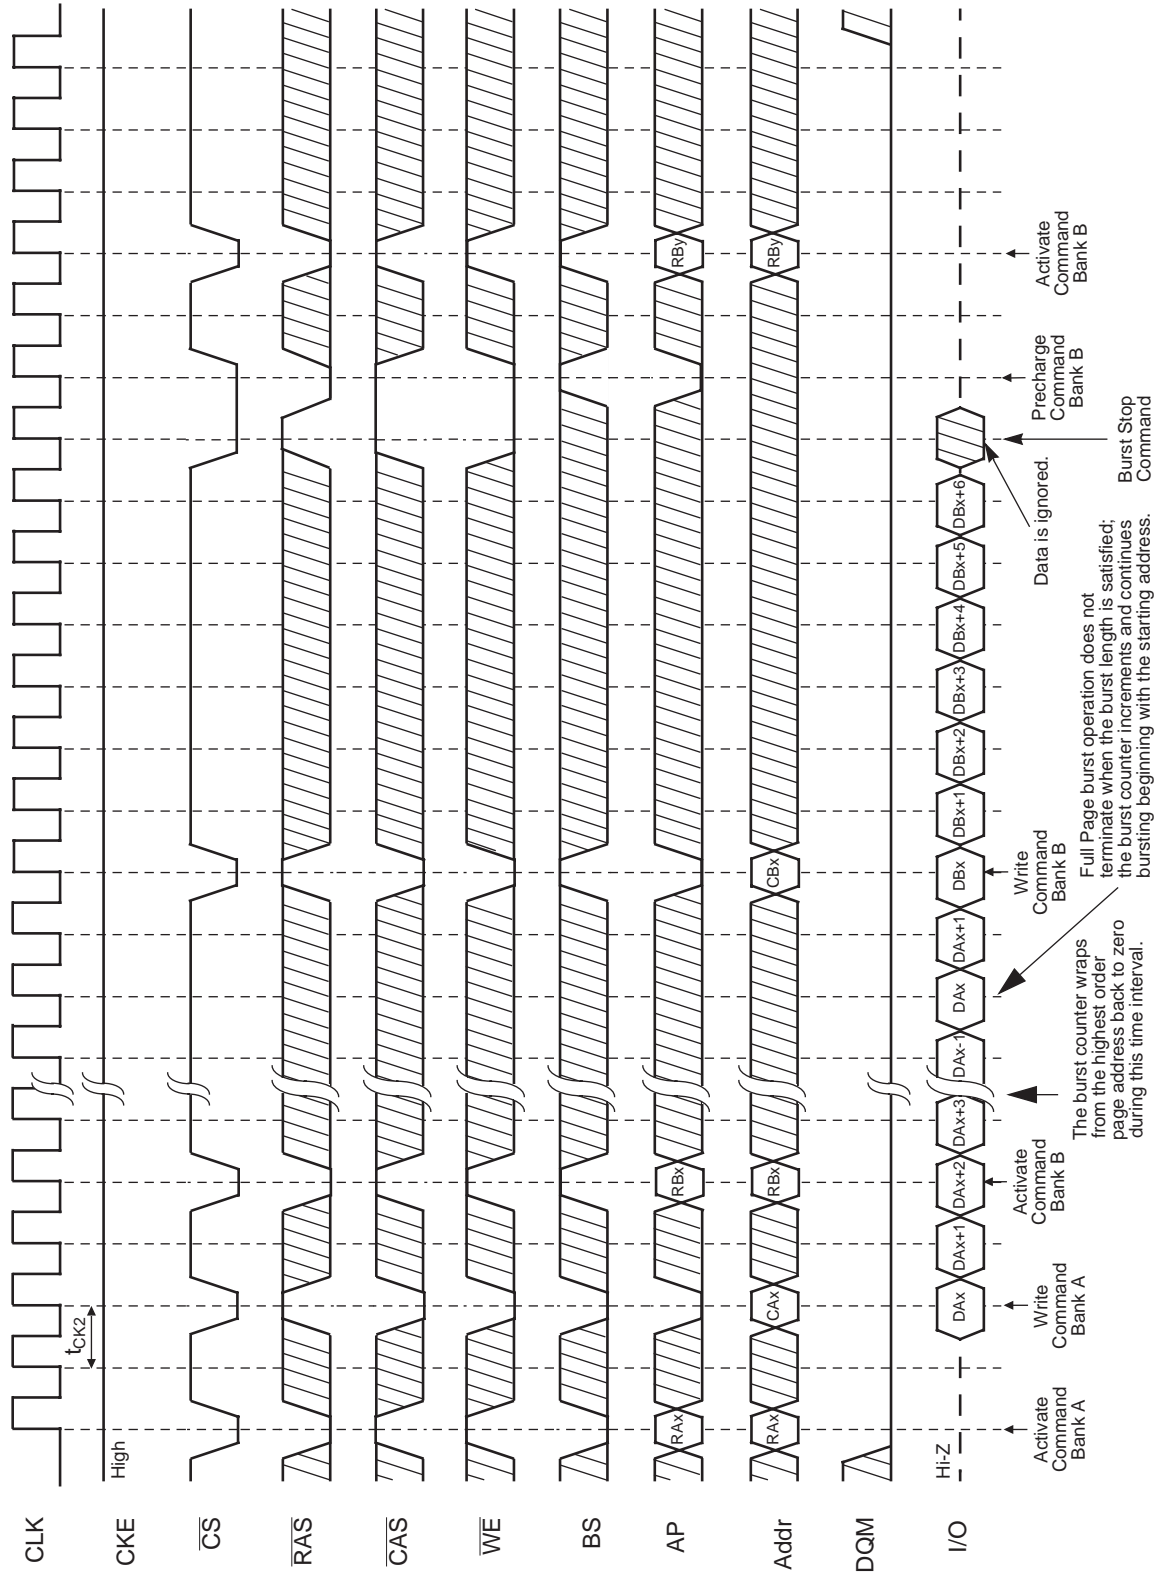 CLK
tCK2
CKE
High
CS
RAS
CAS
WE
BS
AP
RAx
RBx
RBy
Addr
RAx
CAx
RBx
CBx
RBy
DQM
I/O
Hi-Z
DAx
DAx+1
DAx+2
DAx+3
DAx-1
DAx
DAx+1
DBx
DBx+1
DBx+2
DBx+3
DBx+4
DBx+5
DBx+6
Activate
Command
Bank A
Write
Command
Bank A
Activate
Command
Bank B
The burst counter wraps
from the highest order
page address back to zero
during this time interval.
Write
Command
Bank B
Full Page burst operation does not
terminate when the burst length is satisfied;
the burst counter increments and continues
bursting beginning with the starting address.
Data is ignored.
Burst Stop
Command
Precharge
Command
Bank B
Activate
Command
Bank B